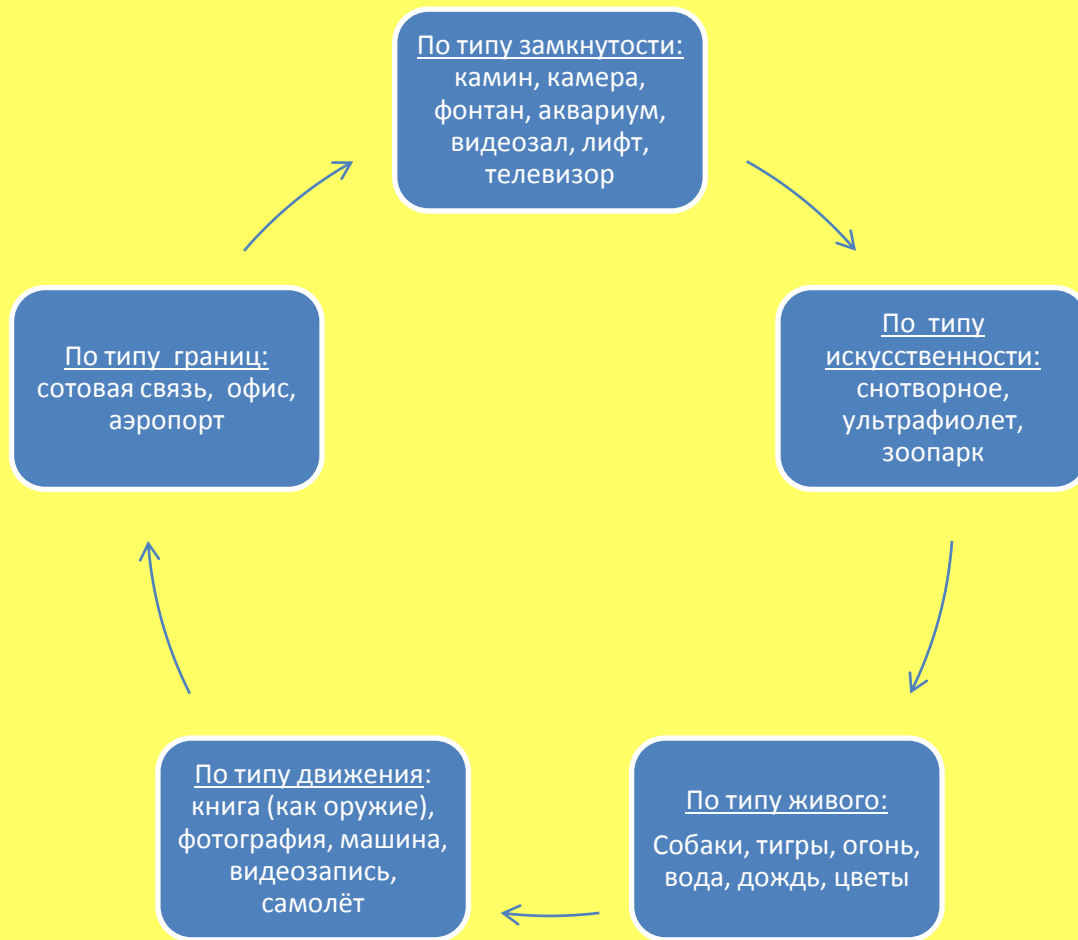 По типу замкнутости:
камин, камера,
фонтан, аквариум,
видеозал, лифт,
телевизор
По типу
искусственности:
снотворное,
ультрафиолет,
зоопарк
По типу живого:
Собаки, тигры, огонь,
вода, дождь, цветы
По типу движения:
книга (как оружие),
фотография, машина,
видеозапись,
самолёт
По типу границ:
сотовая связь, офис,
аэропорт